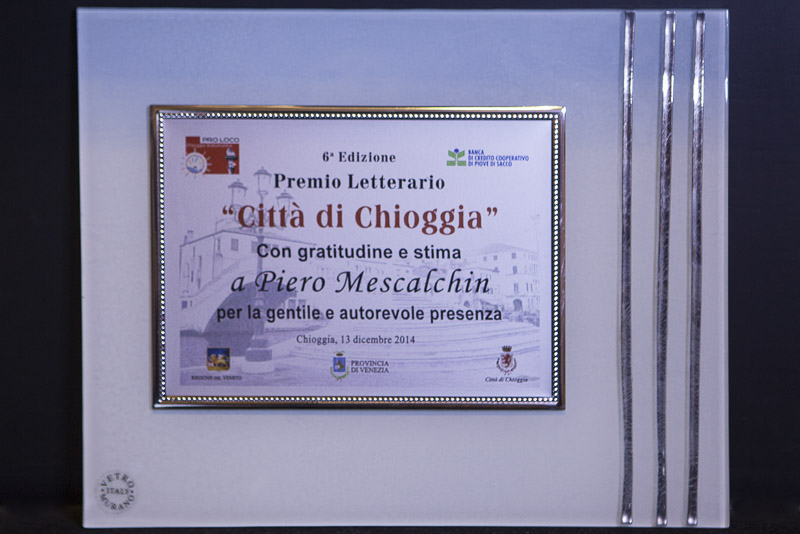 PRO LOCO
6ª Edizione
BANCA
DI CREDITO COOPERATIVO
DI PIOVE DI SACCO
Premio Letterario
“Città di Chioggia”
Con gratitudine e stima
a Piero Mescalchin
per la gentile e autorevole presenza
Chioggia, 13 dicembre 2014
REGIONE DEL VENETO
PROVINCIA
DI VENEZIA
Città di Chioggia
VETRO
ITALY
MURANO